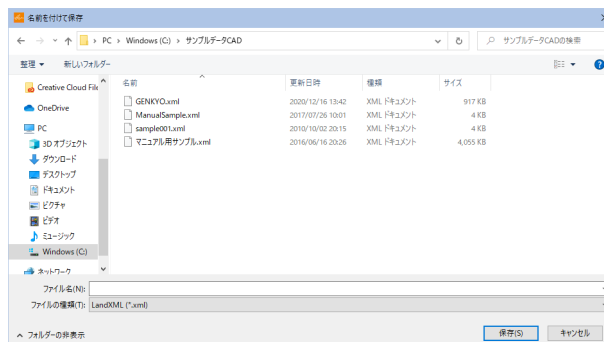 名前を付けて保存
PC > Windows (C:) > サンプルデータCAD
サンプルデータCADの検索
整理 新しいフォルダー
名前 更新日時 種類 サイズ
Creative Cloud File
OneDrive
PC
3D オブジェクト
ダウンロード
デスクトップ
ドキュメント
ピクチャ
ビデオ
ミュージック
Windows (C:)
ネットワーク
GENKYO.xml 2020/12/16 13:42 XML ドキュメント 917 KB
ManualSample.xml 2017/07/26 10:01 XML ドキュメント 4 KB
sample001.xml 2010/10/02 20:15 XML ドキュメント 4 KB
マニュアル用サンプル.xml 2016/06/16 20:26 XML ドキュメント 4,055 KB
ファイル名(N):
ファイルの種類(T): LandXML (*.xml)
フォルダーの非表示
保存(S) キャンセル